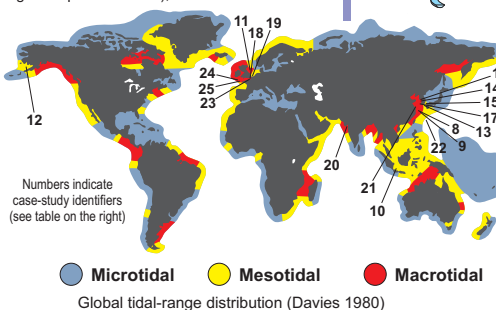 11
19
18
24
25
23
12
14
15
17
8
13
9
22
20
21
10
Numbers indicate
case-study identifiers
(see table on the right)
Microtidal
Mesotidal
Macrotidal
Global tidal-range distribution (Davies 1980)